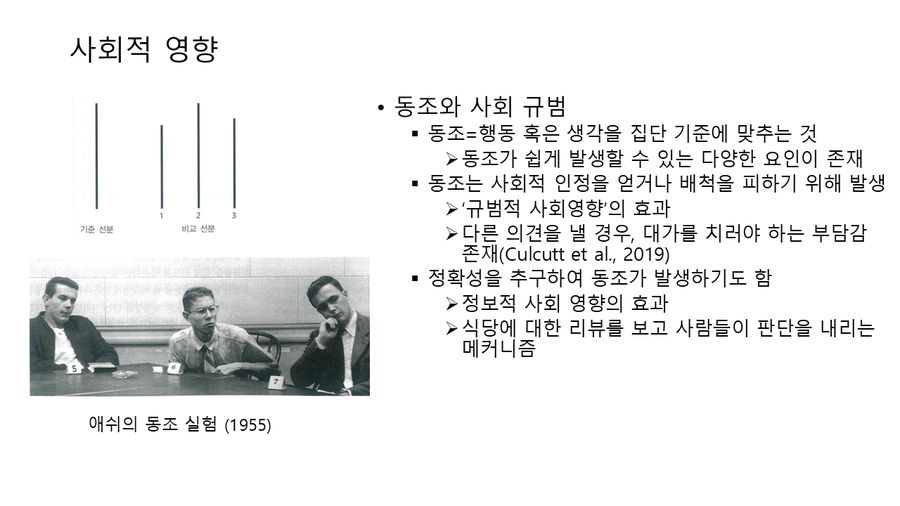 사회적 영향
기준 선분
1
2
3
비교 선분
5
6
7
애쉬의 동조 실험 (1955)
• 동조와 사회 규범
▪ 동조=행동 혹은 생각을 집단 기준에 맞추는 것
➢동조가 쉽게 발생할 수 있는 다양한 요인이 존재
▪ 동조는 사회적 인정을 얻거나 배척을 피하기 위해 발생
➢‘규범적 사회영향’의 효과
➢다른 의견을 낼 경우, 대가를 치러야 하는 부담감
존재(Culcutt et al., 2019)
▪ 정확성을 추구하여 동조가 발생하기도 함
➢정보적 사회 영향의 효과
➢식당에 대한 리뷰를 보고 사람들이 판단을 내리는
메커니즘